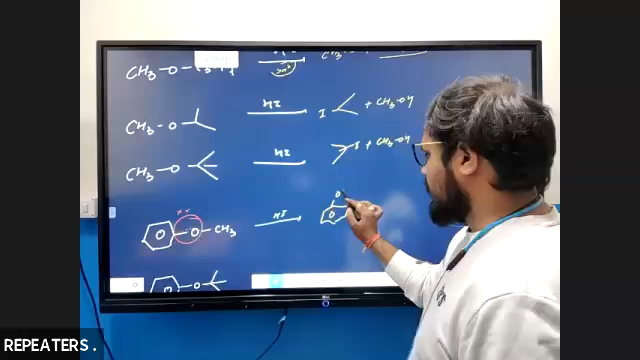 CH₃-O-
CH₃-O- HI → I + CH₃-OH
CH₃-O- HI → I + CH₃-OH
O -O-CH₃ HI → O O
-O-
REPEATERS.